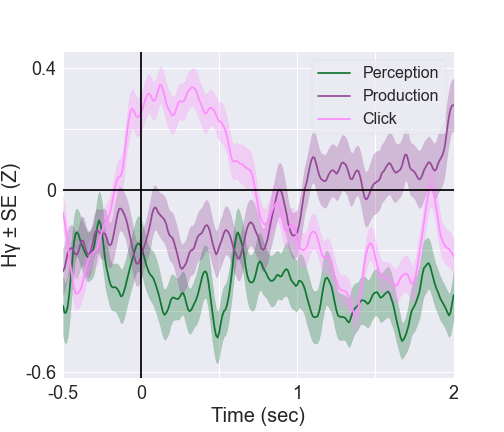 0.4
0
-0.6
Hγ ± SE (Z)
Perception
Production
Click
-0.5
0
1
2
Time (sec)